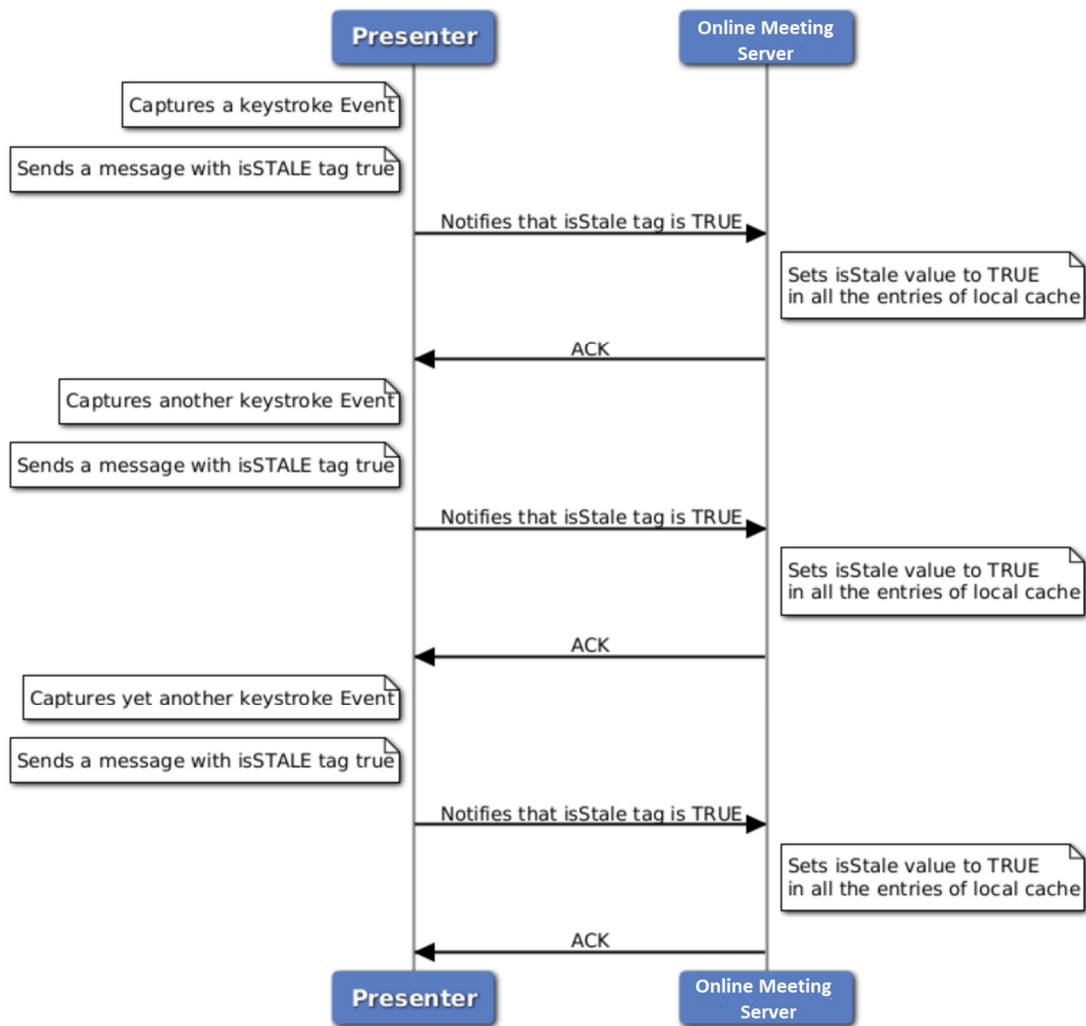 Presenter
Online Meeting
Server
Captures a keystroke Event
Sends a message with isSTALE tag true
Notifies that isStale tag is TRUE
Sets isStale value to TRUE
in all the entries of local cache
ACK
Captures another keystroke Event
Sends a message with isSTALE tag true
Notifies that isStale tag is TRUE
Sets isStale value to TRUE
in all the entries of local cache
ACK
Captures yet another keystroke Event
Sends a message with isSTALE tag true
Notifies that isStale tag is TRUE
Sets isStale value to TRUE
in all the entries of local cache
ACK
Presenter
Online Meeting
Server